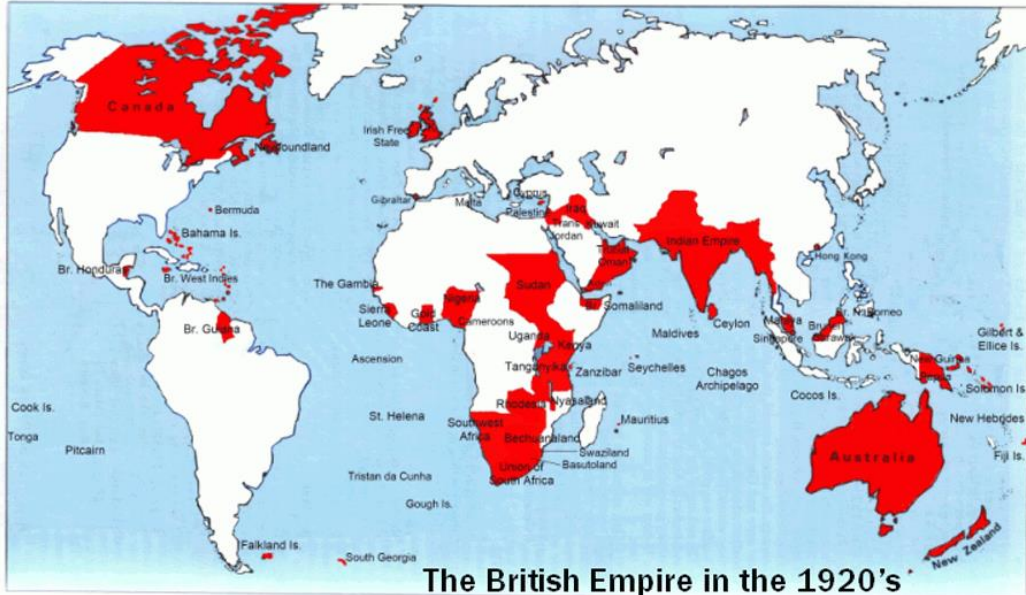 Canada
Newfoundland
Irish Free
State
Gibraltar
Malta
Cyprus
Palestine
Iraq
Trans
Jordan
Kuwait
Oman
Bermuda
Bahama Is.
Br. Honduras
Br. West Indies
Br. Guiana
The Gambia
Sierra
Leone
Gold
Coast
Nigeria
Cameroons
Sudan
Br. Somaliland
Uganda
Kenya
Tanganyika
Zanzibar
Seychelles
Indian Empire
Hong Kong
Maldives
Ceylon
Malaya
Singapore
Brunei
Sarawak
Br. N. Borneo
Gilbert &
Ellice Is.
New Guinea
Papua
Solomon Is
Chagos
Archipelago
Cocos Is.
New Hebrides
Fiji Is.
Ascension
St. Helena
Rhodesia
Nyasaland
Mauritius
Southwest
Africa
Bechuanaland
Swaziland
Basutoland
Union of
South Africa
Tristan da Cunha
Gough Is.
Cook Is.
Tonga
Pitcairn
Australia
New Zealand
Falkland Is.
South Georgia
The British Empire in the 1920's